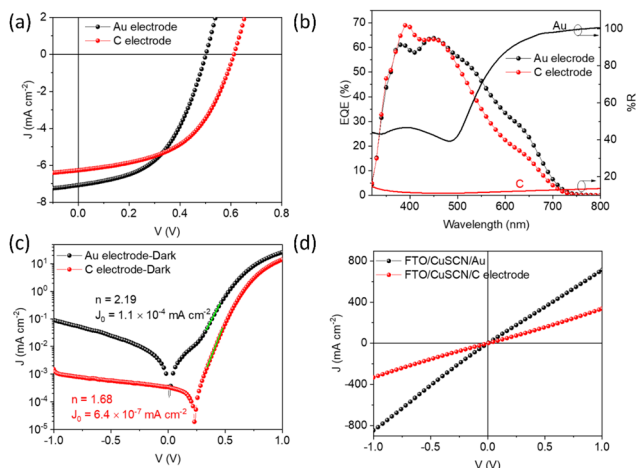 (a)
Au electrode
C electrode
J (mA cm-2)
2
0
-2
-4
-6
-8
0.0 0.2 0.4 0.6 0.8
V (V)
(b)
Au
Au electrode
C electrode
C
EQE (%)
70
60
50
40
30
20
10
0
%R
100
80
60
40
10
400 500 600 700 800
Wavelength (nm)
(c)
Au electrode-Dark
C electrode-Dark
n = 2.19
J0 = 1.1 × 10-4 mA cm-2
n = 1.68
J0 = 6.4 × 10-7 mA cm-2
J (mA cm-2)
101
100
10-1
10-2
10-3
10-4
10-5
-1.0 -0.5 0.0 0.5 1.0
V (V)
(d)
FTO/CuSCN/Au
FTO/CuSCN/C electrode
J (mA cm-2)
800
400
0
-400
-800
-1.0 -0.5 0.0 0.5 1.0
V (V)